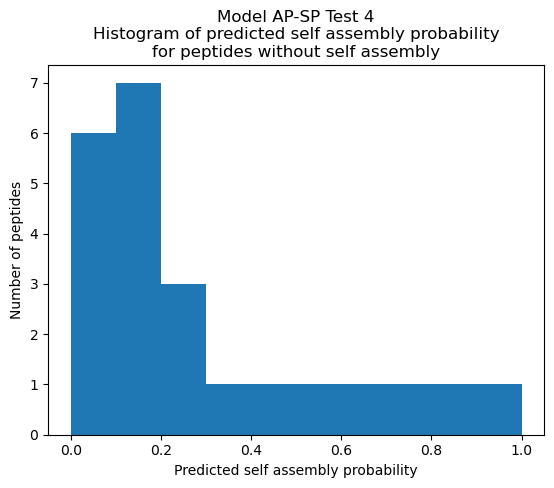 Model AP-SP Test 4
Histogram of predicted self assembly probability
for peptides without self assembly
7
6
5
4
3
2
1
0
Number of peptides
0.0 0.2 0.4 0.6 0.8 1.0
Predicted self assembly probability